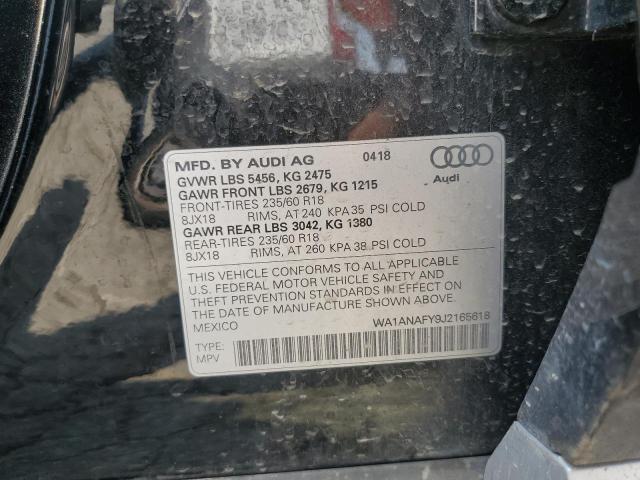 MFD. BY AUDI AG 0418
GVWR LBS 5456, KG 2475
GAWR FRONT LBS 2679, KG 1215
FRONT-TIRES 235/60 R18
8JX18 RIMS, AT 240 KPA 35 PSI COLD
GAWR REAR LBS 3042, KG 1380
REAR-TIRES 235/60 R18
8JX18 RIMS, AT 260 KPA 38 PSI COLD
Audi
THIS VEHICLE CONFORMS TO ALL APPLICABLE
U.S. FEDERAL MOTOR VEHICLE SAFETY AND
THEFT PREVENTION STANDARDS IN EFFECT ON
THE DATE OF MANUFACTURE SHOWN ABOVE.
MEXICO WA1ANAFY9J2165618
TYPE:
MPV